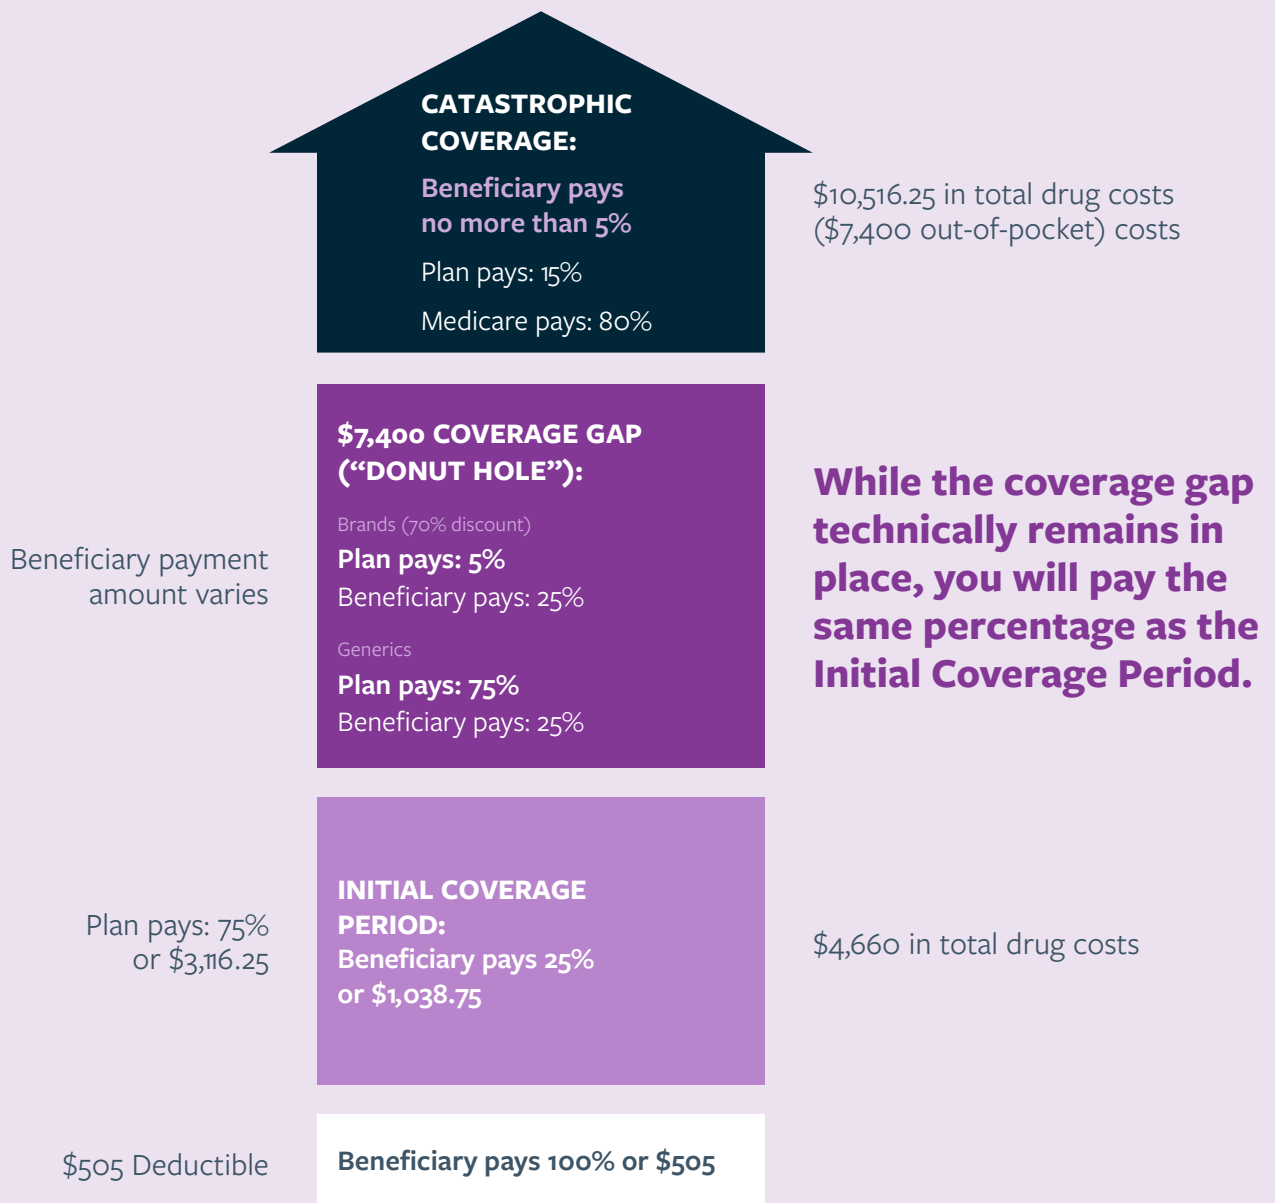 CATASTROPHIC
COVERAGE:
Beneficiary pays
no more than 5%
Plan pays: 15%
Medicare pays: 80%
$10,516.25 in total drug costs
($7,400 out-of-pocket) costs
Beneficiary payment
amount varies
$7,400 COVERAGE GAP
(“DONUT HOLE”):
Brands (70% discount)
Plan pays: 5%
Beneficiary pays: 25%
Generics
Plan pays: 75%
Beneficiary pays: 25%
While the coverage gap
technically remains in
place, you will pay the
same percentage as the
Initial Coverage Period.
Plan pays: 75%
or $3,116.25
INITIAL COVERAGE
PERIOD:
Beneficiary pays 25%
or $1,038.75
$4,660 in total drug costs
$505 Deductible
Beneficiary pays 100% or $505